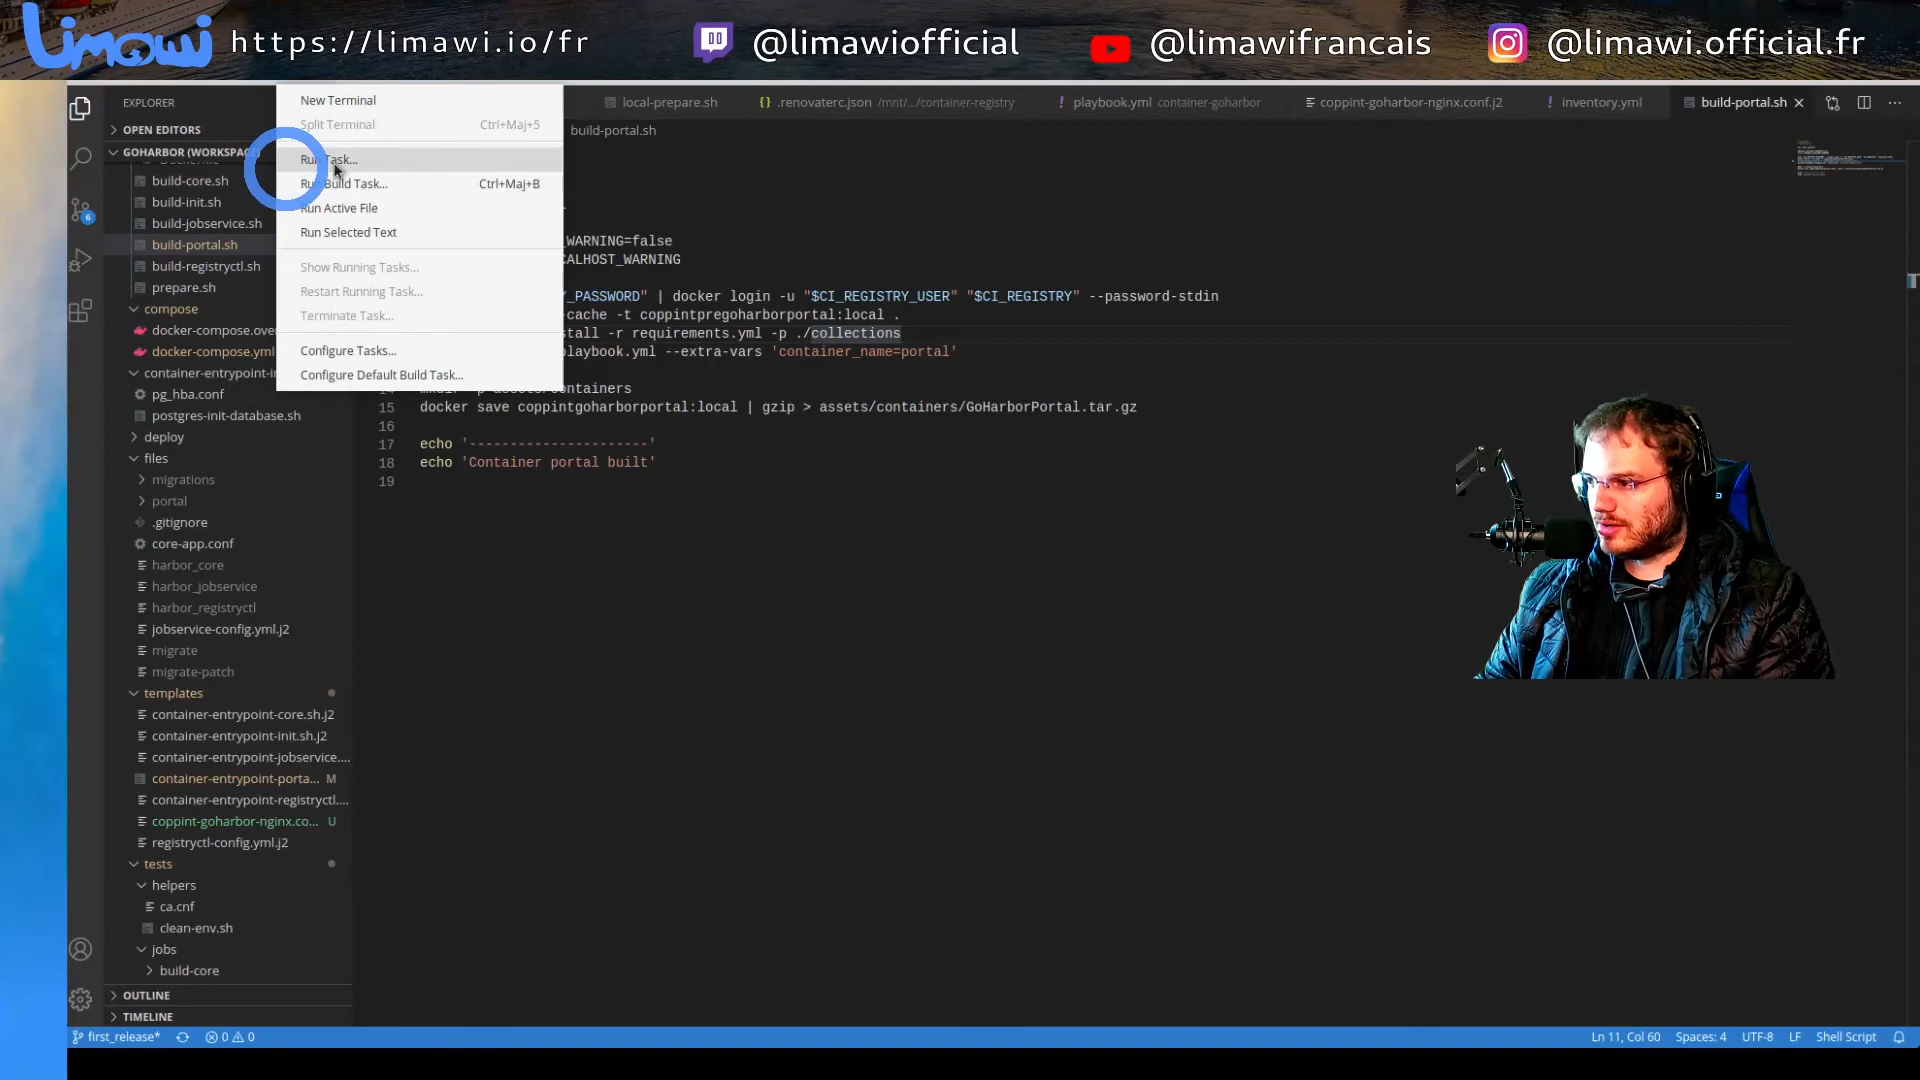 Limawi https://limawi.io/fr @limawiofficial @limawifrancais @limawi.official.fr
EXPLORER
OPEN EDITORS
GOHARBOR (WORKSPAC
build-core.sh
build-init.sh
build-jobservice.sh
build-portal.sh
build-registryctl.sh
prepare.sh
compose
docker-compose.over
docker-compose.yml
container-entrypoint-in
pg_hba.conf
postgres-init-database.sh
deploy
files
migrations
portal
.gitignore
core-app.conf
harbor_core
harbor_jobservice
harbor_registryctl
jobservice-config.yml.j2
migrate
migrate-patch
templates
container-entrypoint-core.sh.j2
container-entrypoint-init.sh.j2
container-entrypoint-jobservice....
container-entrypoint-porta... M
container-entrypoint-registryctl....
coppint-goharbor-nginx.co... U
registryctl-config.yml.j2
tests
helpers
ca.cnf
clean-env.sh
jobs
build-core
OUTLINE
TIMELINE
New Terminal
Split Terminal Ctrl+Maj+5
Run Task...
Run Build Task... Ctrl+Maj+B
Run Active File
Run Selected Text
Show Running Tasks...
Restart Running Task...
Terminate Task...
Configure Tasks...
Configure Default Build Task...
local-prepare.sh {} .renovaterc.json /mnt/.../container-registry ! playbook.yml container-goharbor coppint-goharbor-nginx.conf.j2 ! inventory.yml build-portal.sh
build-portal.sh
_WARNING=false
CALHOST_WARNING
_PASSWORD" | docker login -u "$CI_REGISTRY_USER" "$CI_REGISTRY" --password-stdin
-cache -t coppintpregoharborportal:local .
stall -r requirements.yml -p ./collections
playbook.yml --extra-vars 'container_name=portal'
14 mkdir -p assets/containers
15 docker save coppintgoharborportal:local | gzip > assets/containers/GoHarborPortal.tar.gz
16
17 echo '----------------------'
18 echo 'Container portal built'
19
6
first_release* 0 0 Ln 11, Col 60 Spaces: 4 UTF-8 LF Shell Script